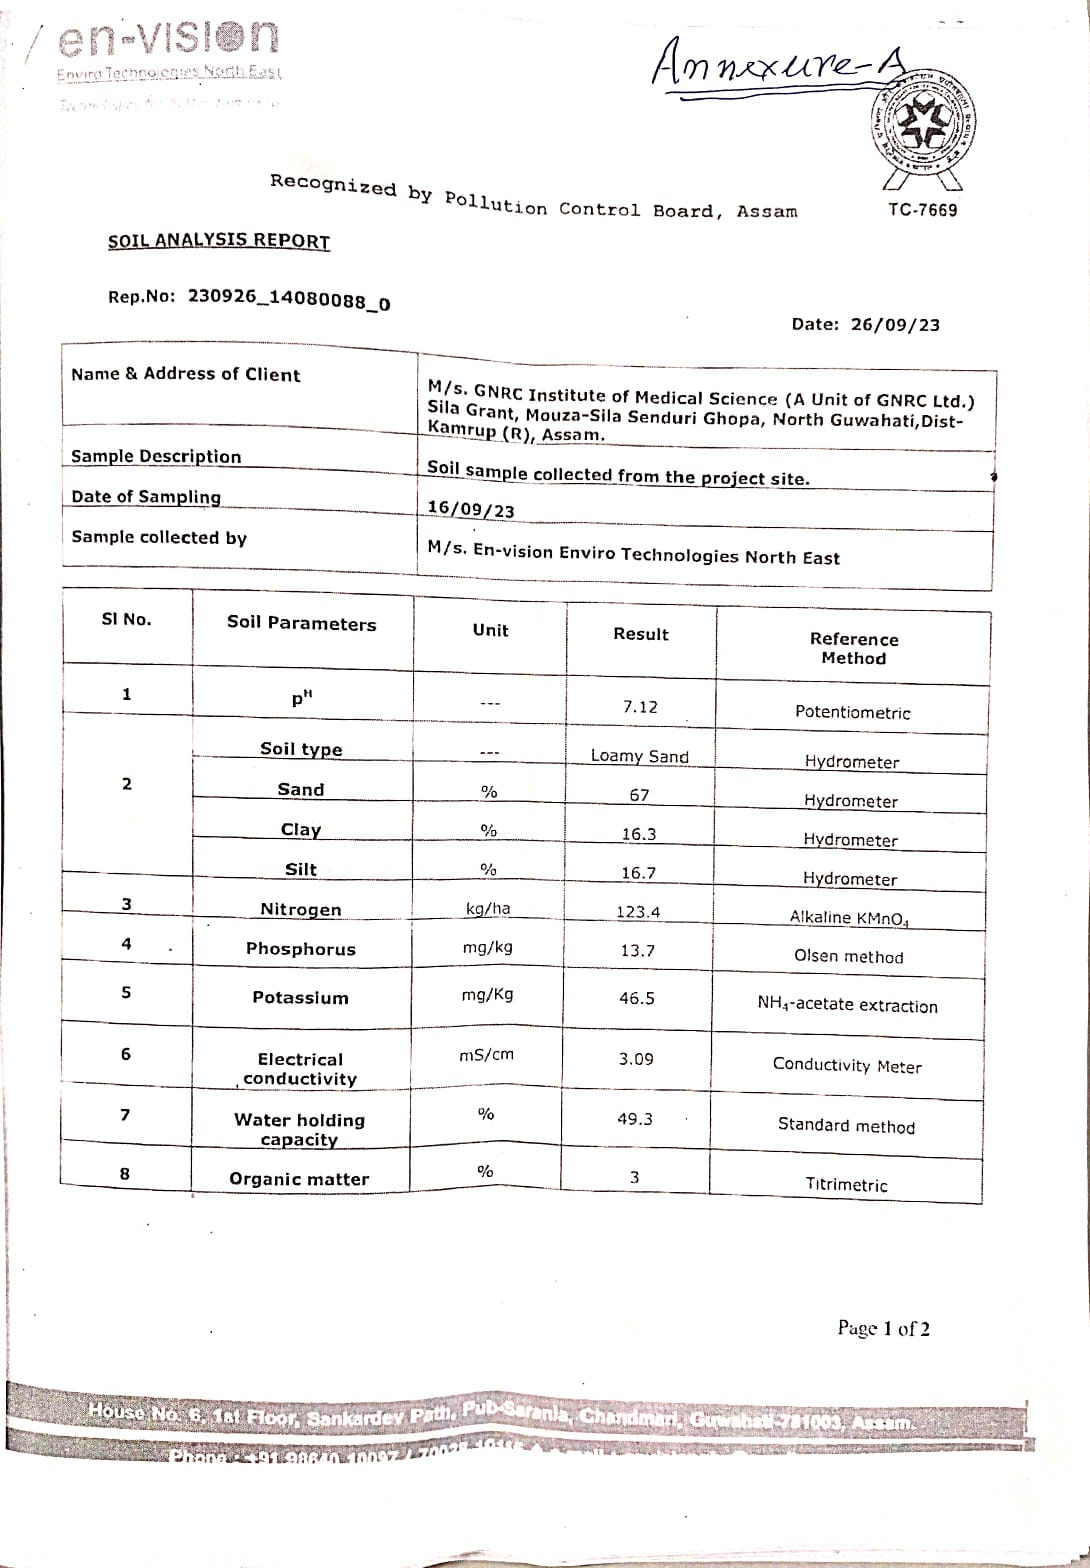 en-vision
Enviro Technologies North East
Annexure-A
TC-7669
Recognized by Pollution Control Board, Assam
SOIL ANALYSIS REPORT
Rep.No: 230926_14080088_0
Date: 26/09/23
Name & Address of Client
M/s. GNRC Institute of Medical Science (A Unit of GNRC Ltd.)
Sila Grant, Mouza-Sila Senduri Ghopa, North Guwahati,Dist-
Kamrup (R), Assam.
Sample Description Soil sample collected from the project site.
Date of Sampling 16/09/23
Sample collected by M/s. En-vision Enviro Technologies North East
Sl No. Soil Parameters Unit Result Reference
Method
1 pH --- 7.12 Potentiometric
Soil type --- Loamy Sand Hydrometer
2 Sand % 67 Hydrometer
Clay % 16.3 Hydrometer
Silt % 16.7 Hydrometer
3 Nitrogen kg/ha 123.4 Alkaline KMnO4
4 Phosphorus mg/kg 13.7 Olsen method
5 Potassium mg/Kg 46.5 NH4-acetate extraction
6 Electrical mS/cm 3.09 Conductivity Meter
conductivity
7 Water holding % 49.3 Standard method
capacity
8 Organic matter % 3 Titrimetric
Page 1 of 2
House No. 6, 1st Floor, Sankardev Path, Pub-Sarania, Chandmari, Guwahati-781003, Assam.
Phone : +91